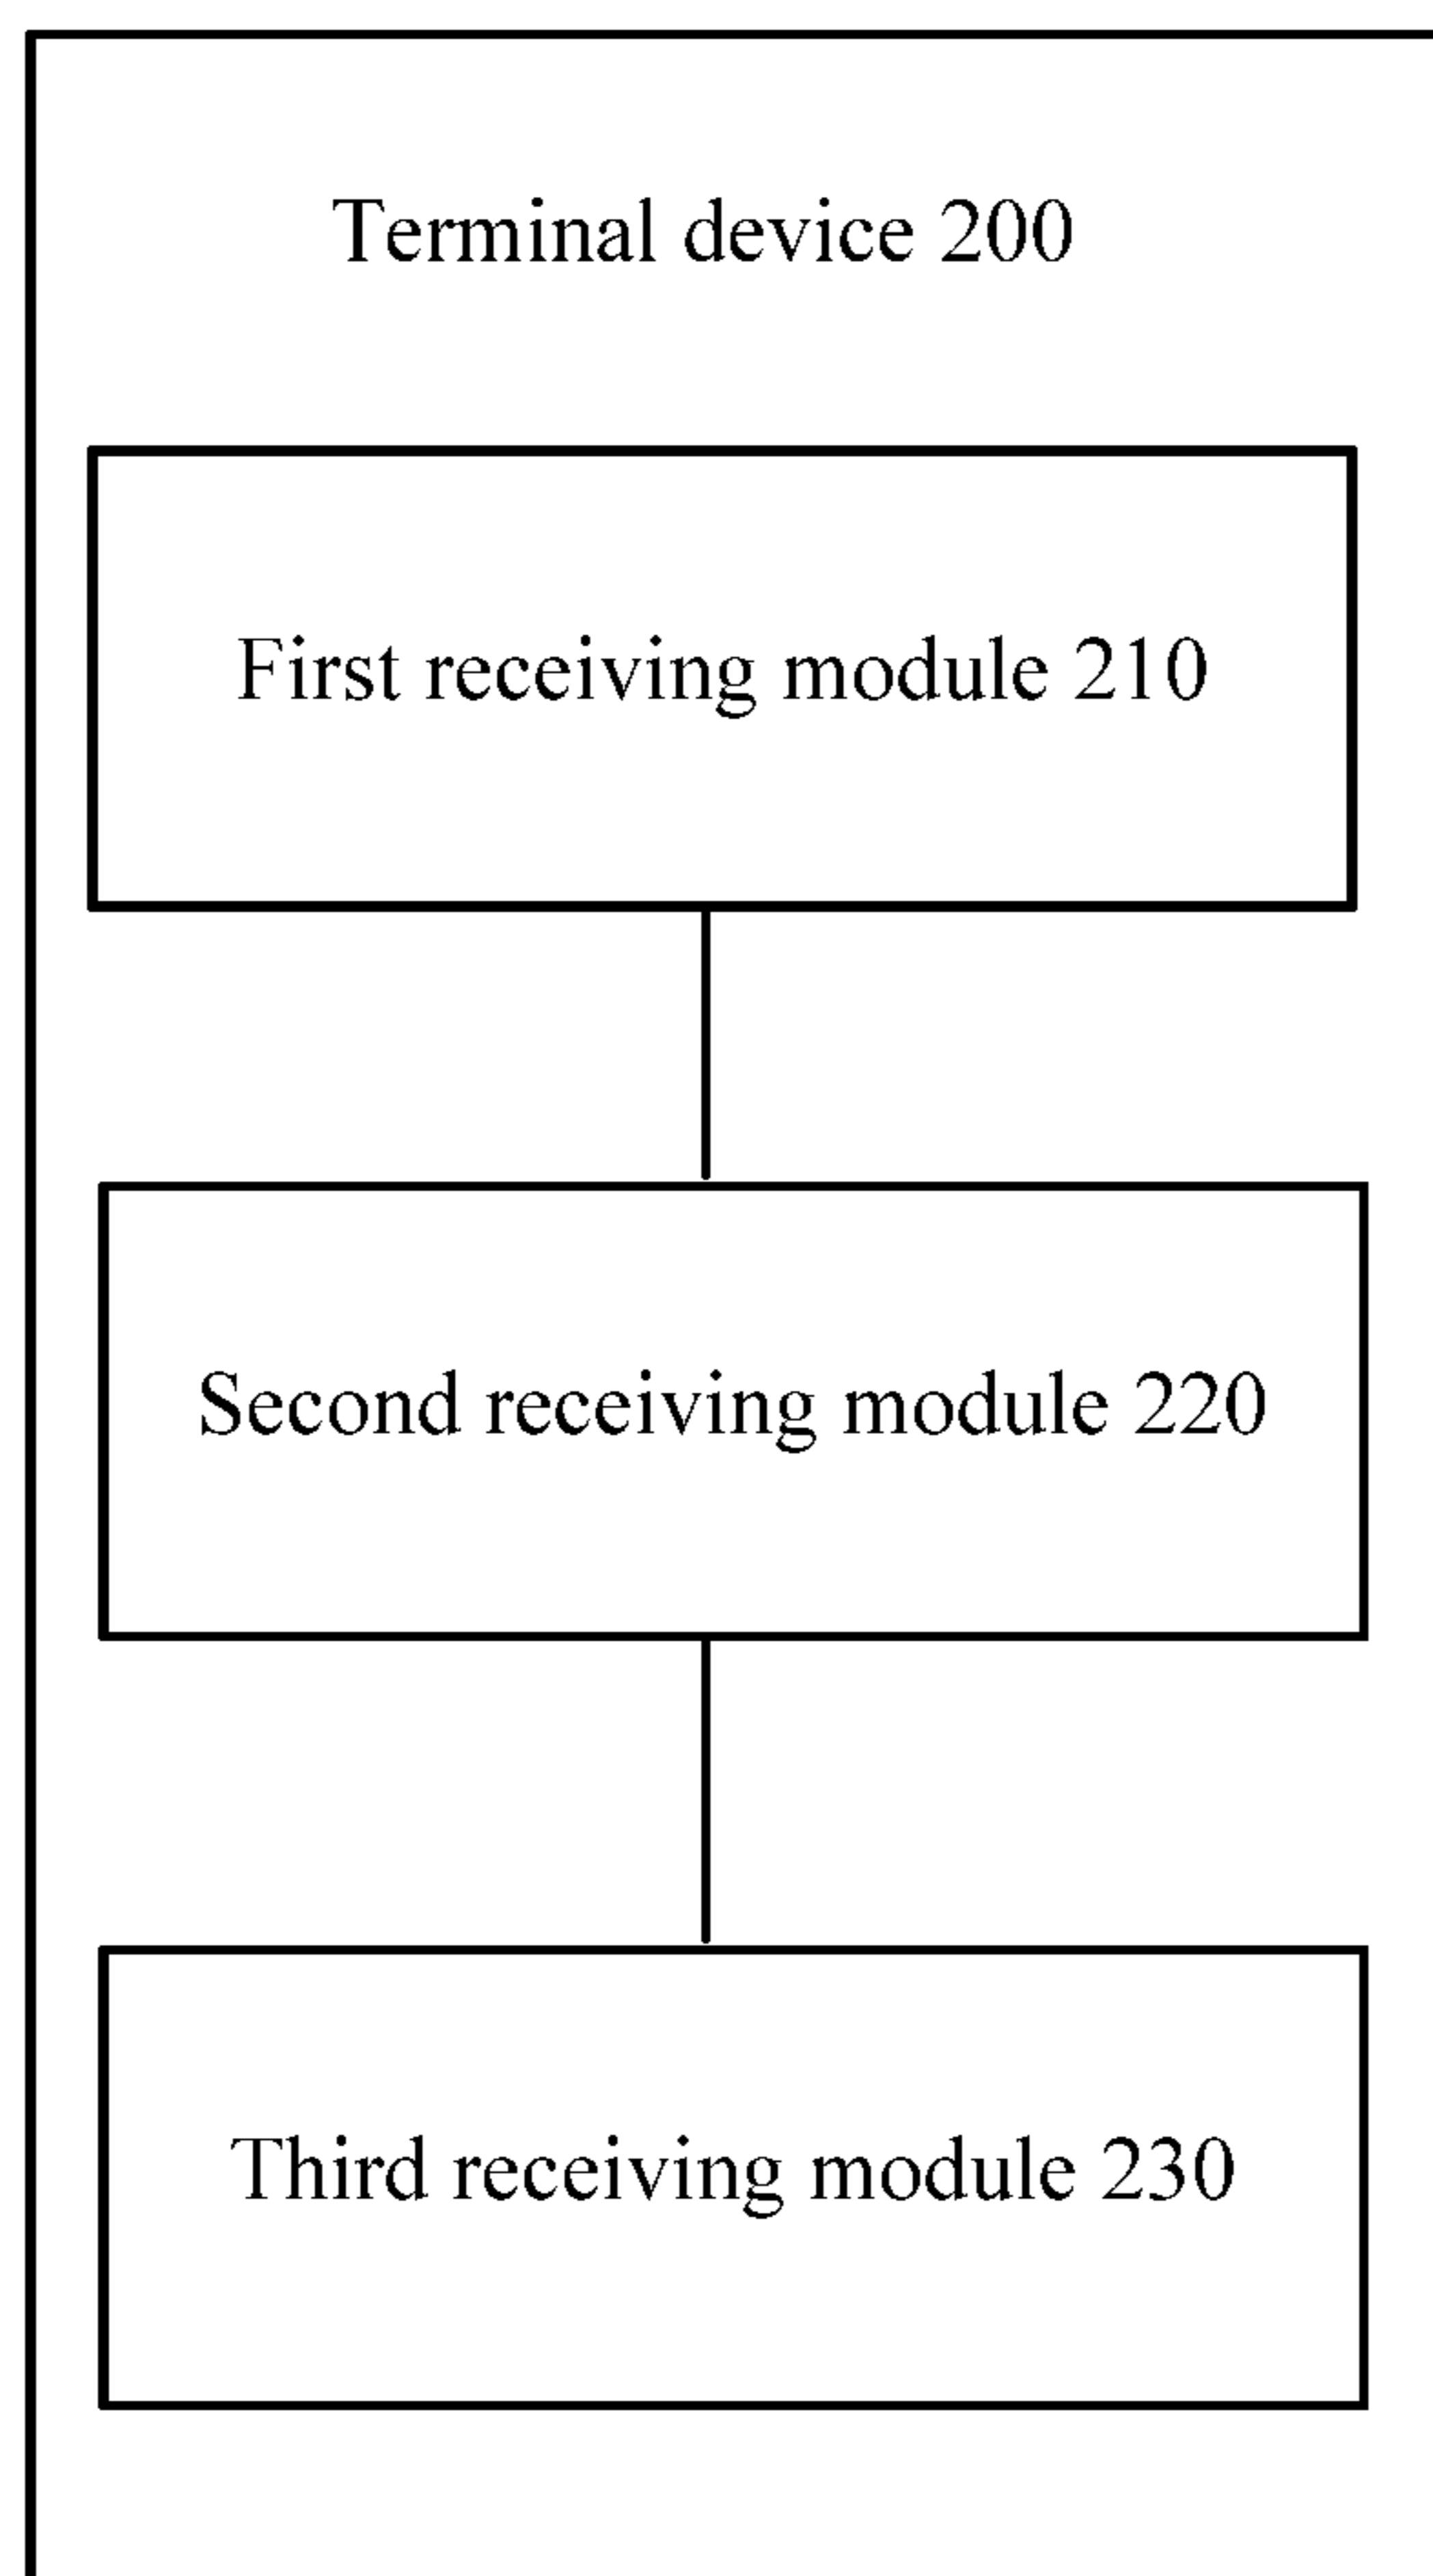 Terminal device 200
First receiving module 210
Second receiving module 220
Third receiving module 230